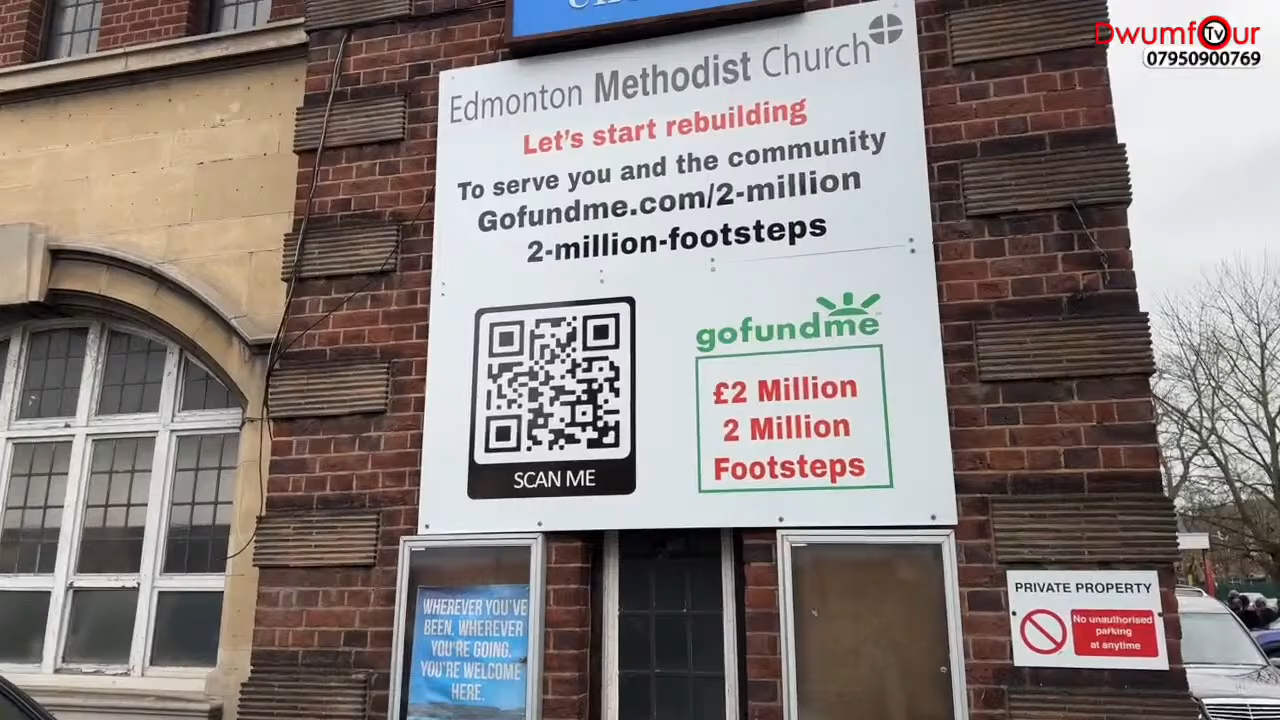 Dwumfour
Tv
07950900769
Edmonton Methodist Church
Let's start rebuilding
To serve you and the community
Gofundme.com/2-million
2-million-footsteps
gofundme
£2 Million
2 Million
Footsteps
SCAN ME
WHEREVER YOU'VE
BEEN, WHEREVER
YOU'RE GOING,
YOU'RE WELCOME
HERE.
PRIVATE PROPERTY
No unauthorised
parking
at anytime